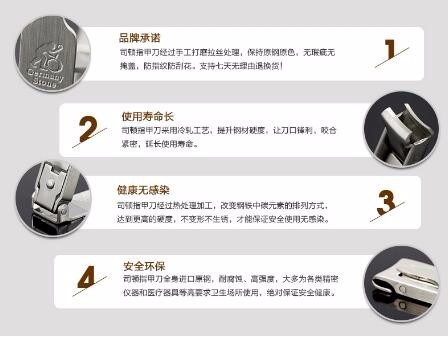 品牌承诺
司顿指甲刀经过手工打磨拉丝处理，保持原钢原色，无瑕疵无
掩盖，防指纹防刮花。支持七天无理由退换货！
1
Germany
Stone
2
使用寿命长
司顿指甲刀采用冷轧工艺、提升钢材硬度，让刀口锋利、咬合
紧密，延长使用寿命。
健康无感染
司顿指甲刀经过热处理加工，改变钢铁中碳元素的排列方式，
达到更高的硬度，不变形不生锈，才能保证安全使用无感染。
3
4
安全环保
司顿指甲刀全身进口原钢，耐腐蚀、高强度，大多为各类精密
仪器和医疗器具等高要求卫生场所使用，绝对保证安全健康。